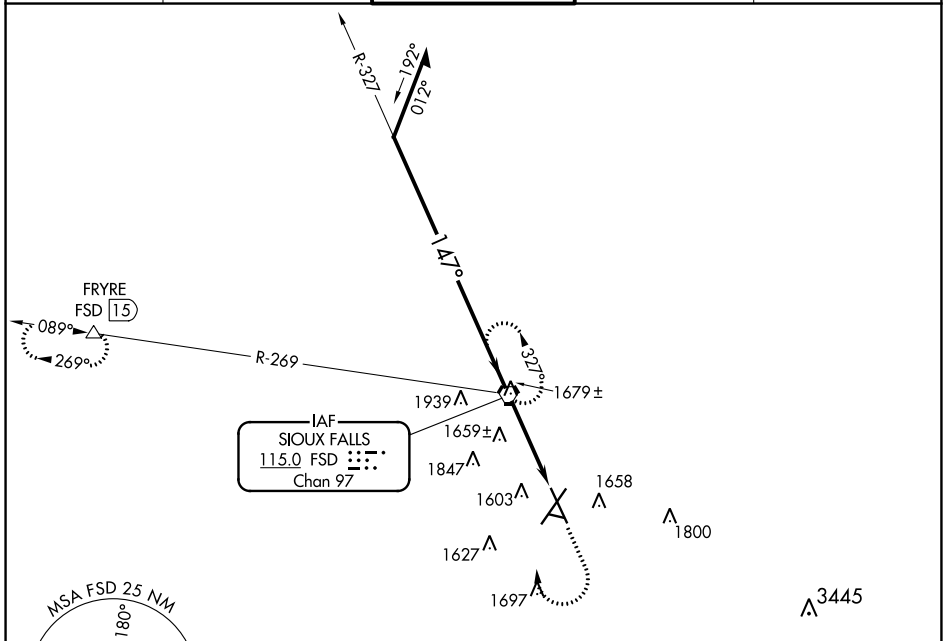 R-327
192°
012°
147°
FRYRE
FSD 15
089°
269°
R-269
327°
1679±
1939
IAF
SIOUX FALLS
115.0 FSD
Chan 97
1659±
1847
1603
1658
1800
1627
1697
3445
MSA FSD 25 NM
180°